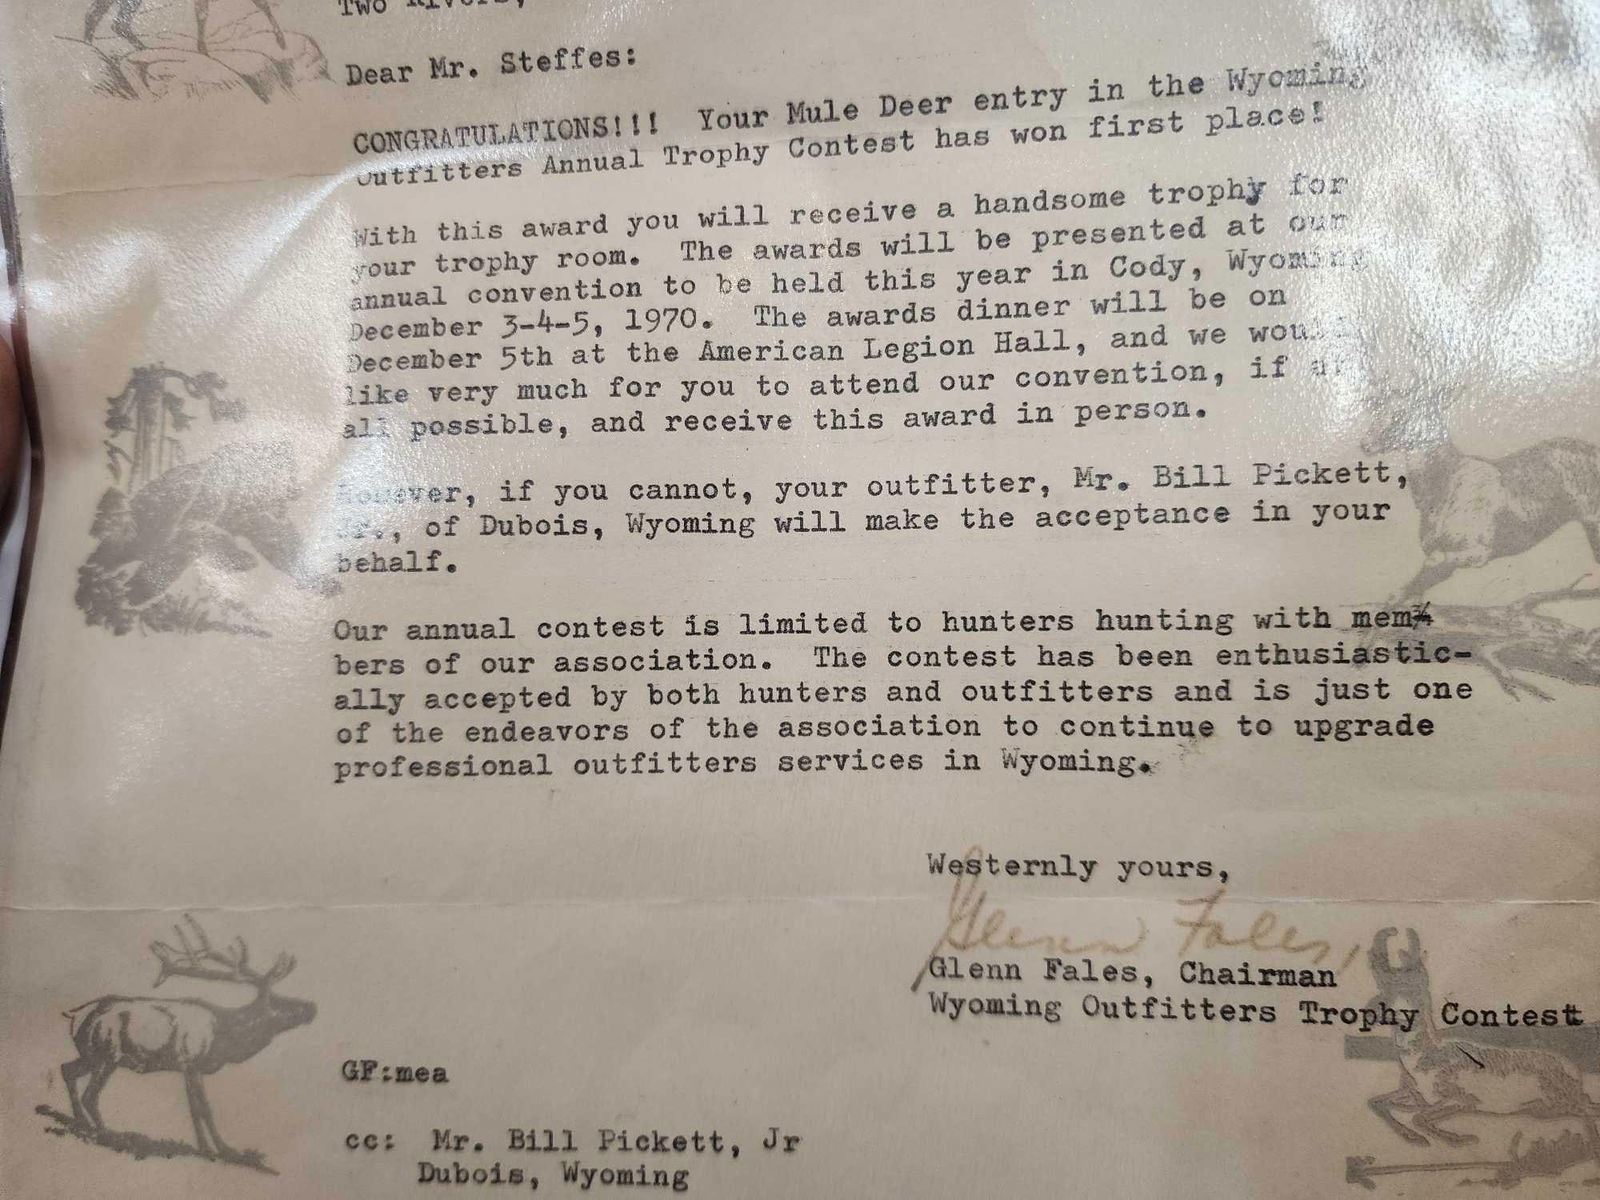 Two Rivers,
Dear Mr. Steffes:
CONGRATULATIONS!!! Your Mule Deer entry in the Wyoming
Outfitters Annual Trophy Contest has won first place!
With this award you will receive a handsome trophy for
your trophy room. The awards will be presented at our
annual convention to be held this year in Cody, Wyoming
December 3-4-5, 1970. The awards dinner will be on
December 5th at the American Legion Hall, and we would
like very much for you to attend our convention, if at
all possible, and receive this award in person.
However, if you cannot, your outfitter, Mr. Bill Pickett,
Jr., of Dubois, Wyoming will make the acceptance in your
behalf.
Our annual contest is limited to hunters hunting with mem-
bers of our association. The contest has been enthusiastic-
ally accepted by both hunters and outfitters and is just one
of the endeavors of the association to continue to upgrade
professional outfitters services in Wyoming.
Westernly yours,
Glenn Fales,
Glenn Fales, Chairman
Wyoming Outfitters Trophy Contest
GF:mea
cc: Mr. Bill Pickett, Jr
Dubois, Wyoming